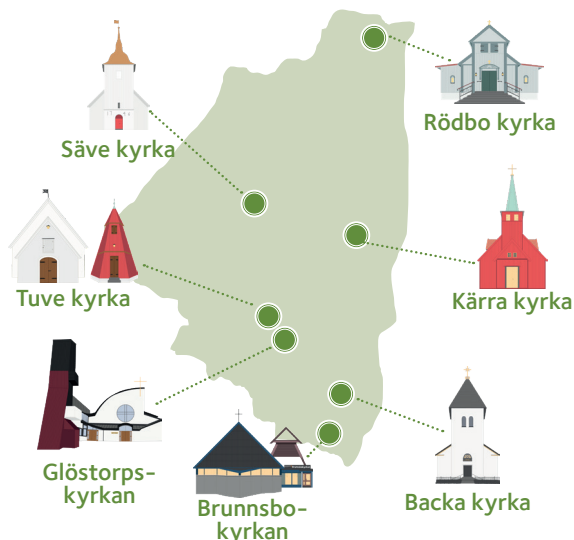 Rödbo kyrka
Säve kyrka
Tuve kyrka
Kärra kyrka
Glöstorps-
kyrkan
Brunnsbo-
kyrkan
Backa kyrka